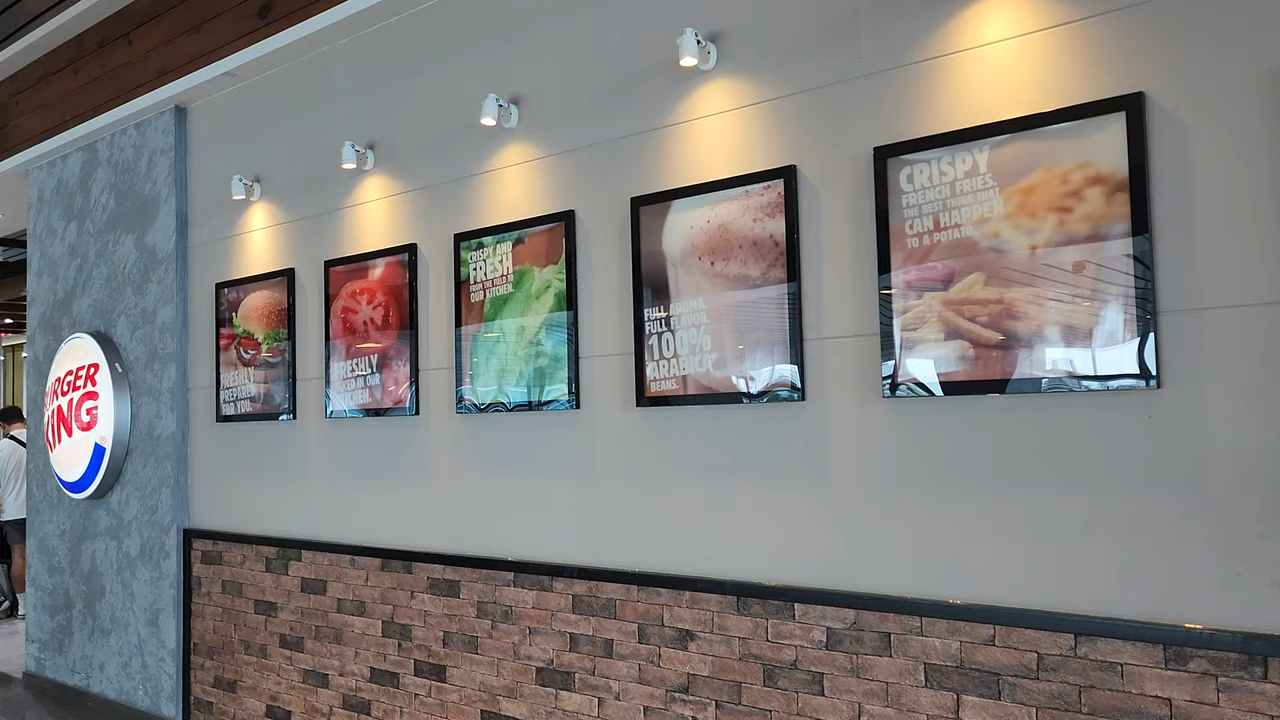 BURGER
KING
FRESHLY
PREPARED
FOR YOU.
FRESHLY
SLICED IN OUR
KITCHEN.
CRISPY AND
FRESH
FROM THE FIELD TO
OUR KITCHEN.
FULL AROMA.
FULL FLAVOR.
100%
ARABICA
BEANS.
CRISPY
FRENCH FRIES.
THE BEST THING THAT
CAN HAPPEN
TO A POTATO.